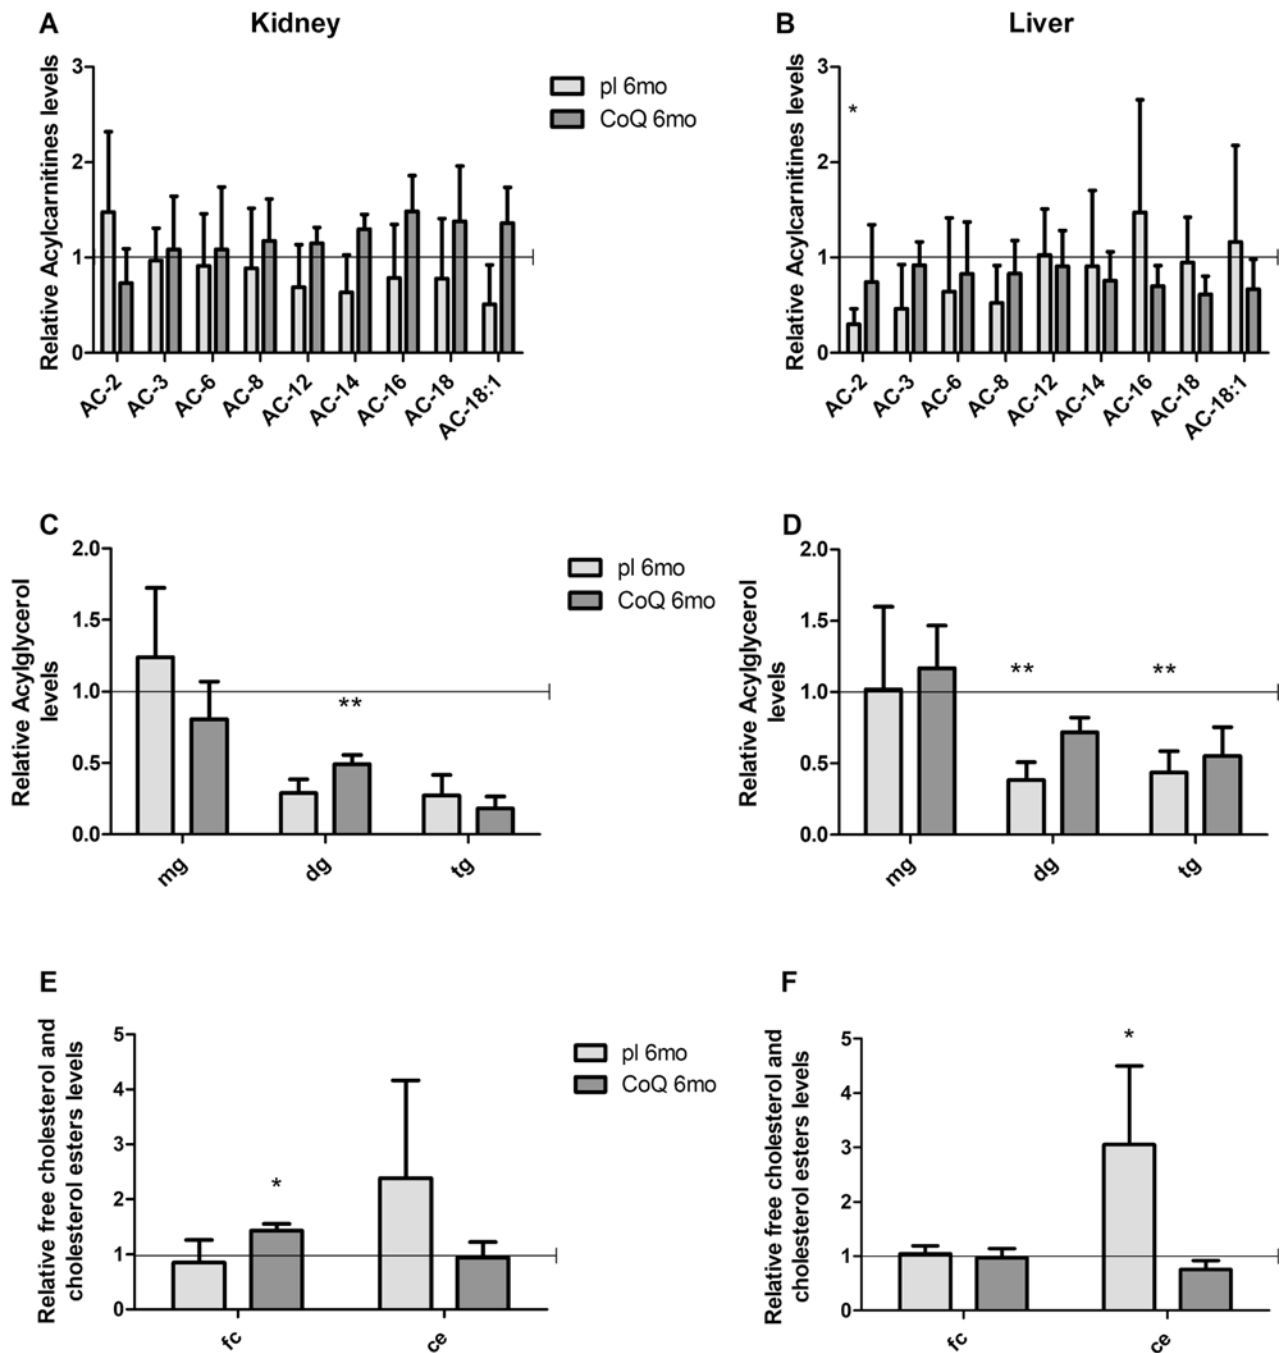 A
Kidney
Relative Acylcarnitines levels
3
2
1
0
AC-2
AC-3
AC-6
AC-8
AC-12
AC-14
AC-16
AC-18
AC-18:1
pl 6mo
CoQ 6mo
B
Liver
Relative Acylcarnitines levels
3
2
1
0
*
AC-2
AC-3
AC-6
AC-8
AC-12
AC-14
AC-16
AC-18
AC-18:1
C
Relative Acylglycerol
levels
2.0
1.5
1.0
0.5
0.0
**
mg
dg
tg
pl 6mo
CoQ 6mo
D
Relative Acylglycerol
levels
2.0
1.5
1.0
0.5
0.0
**
**
mg
dg
tg
E
Relative free cholesterol and
cholesterol esters levels
5
4
3
2
1
0
*
fc
ce
pl 6mo
CoQ 6mo
F
Relative free cholesterol and
cholesterol esters levels
5
4
3
2
1
0
*
fc
ce